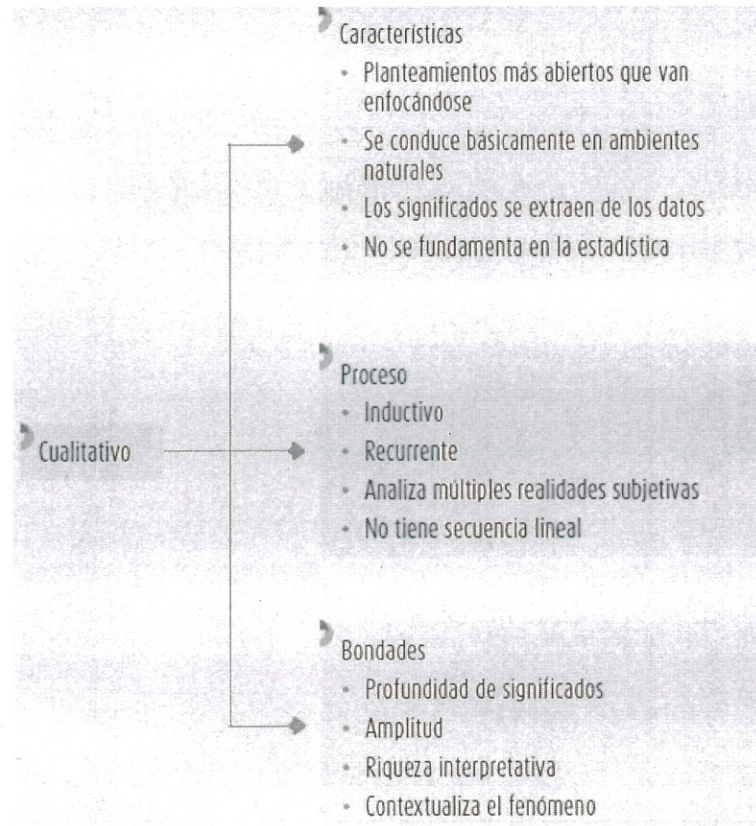 Características
• Planteamientos más abiertos que van
enfocándose
• Se conduce básicamente en ambientes
naturales
• Los significados se extraen de los datos
• No se fundamenta en la estadística
Proceso
• Inductivo
• Recurrente
• Analiza múltiples realidades subjetivas
• No tiene secuencia lineal
Cualitativo
Bondades
• Profundidad de significados
• Amplitud
• Riqueza interpretativa
• Contextualiza el fenómeno